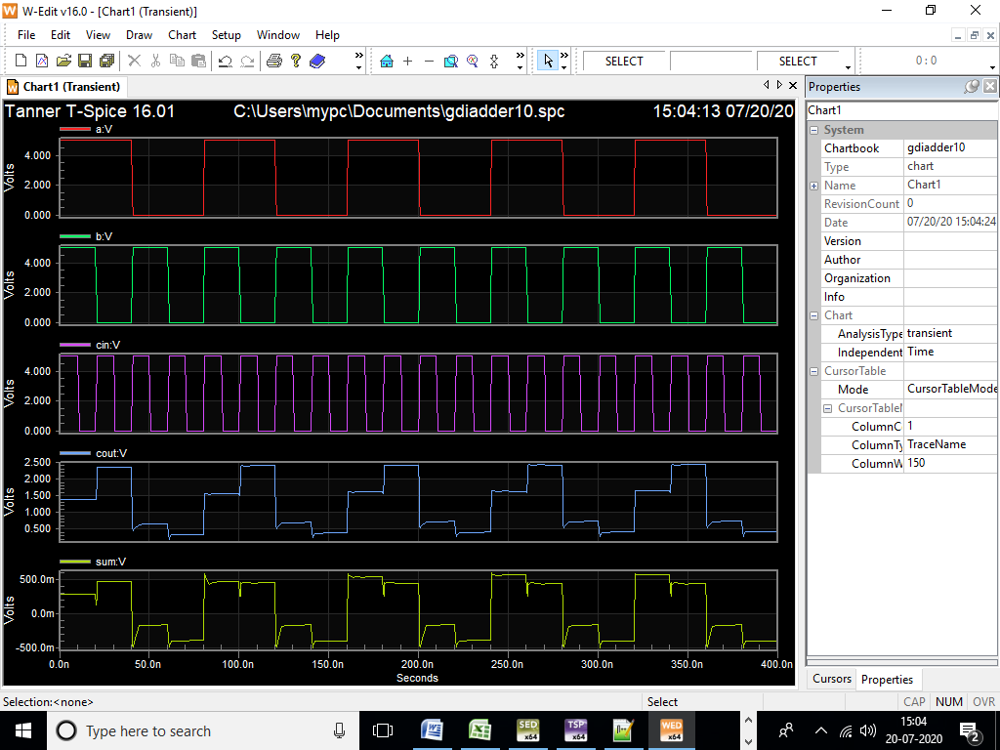 W-Edit v16.0 - [Chart1 (Transient)]
File Edit View Draw Chart Setup Window Help
SELECT SELECT 0 : 0
Chart1 (Transient)
Properties
Tanner T-Spice 16.01 C:\Users\mypc\Documents\gdiadder10.spc 15:04:13 07/20/20
a:V
Volts
4.000
2.000
0.000
b:V
Volts
4.000
2.000
0.000
cin:V
Volts
4.000
2.000
0.000
cout:V
Volts
2.500
2.000
1.500
1.000
0.500
sum:V
Volts
500.0m
0.0m
-500.0m
0.0n 50.0n 100.0n 150.0n 200.0n 250.0n 300.0n 350.0n 400.0n
Seconds
Chart1
System
Chartbook gdiadder10
Type chart
Name Chart1
RevisionCount 0
Date 07/20/20 15:04:24
Version
Author
Organization
Info
Chart
AnalysisType transient
Independent Time
CursorTable
Mode CursorTableMode
CursorTableM
ColumnC 1
ColumnTy TraceName
ColumnW 150
Cursors Properties
Selection:<none> Select CAP NUM OVR
Type here to search
W
SED x64
TSP x64
WED x64
15:04
20-07-2020
2